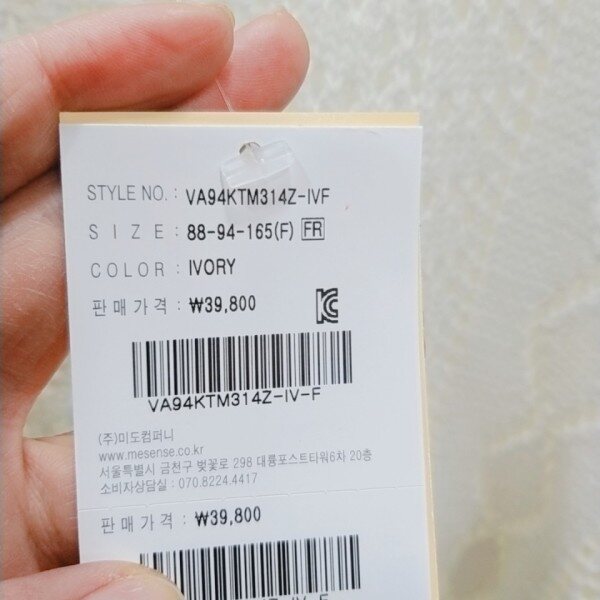 STYLE NO. : VA94KTM314Z-IVF
SIZE : 88-94-165(F) FR
COLOR : IVORY
판매가격 : ₩39,800
VA94KTM314Z-IV-F
(주)미도컴퍼니
www.mesense.co.kr
서울특별시 금천구 벚꽃로 298 대륭포스트타워6차 20층
소비자상담실 : 070.8224.4417
판매가격 : ₩39,800